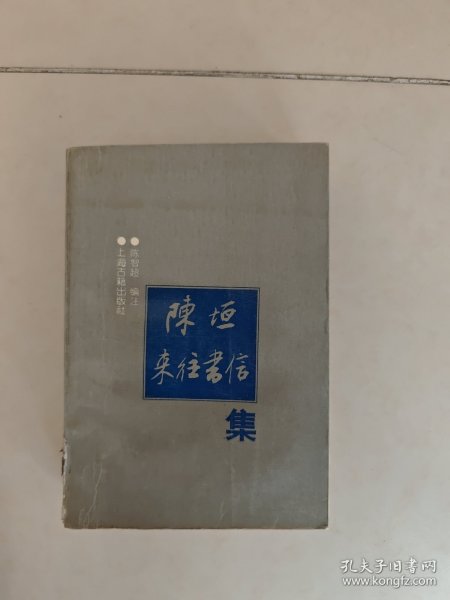 ●陈智超 编注
●上海古籍出版社
陳垣
来往書信
集
孔夫子旧书网
www.kongfz.com